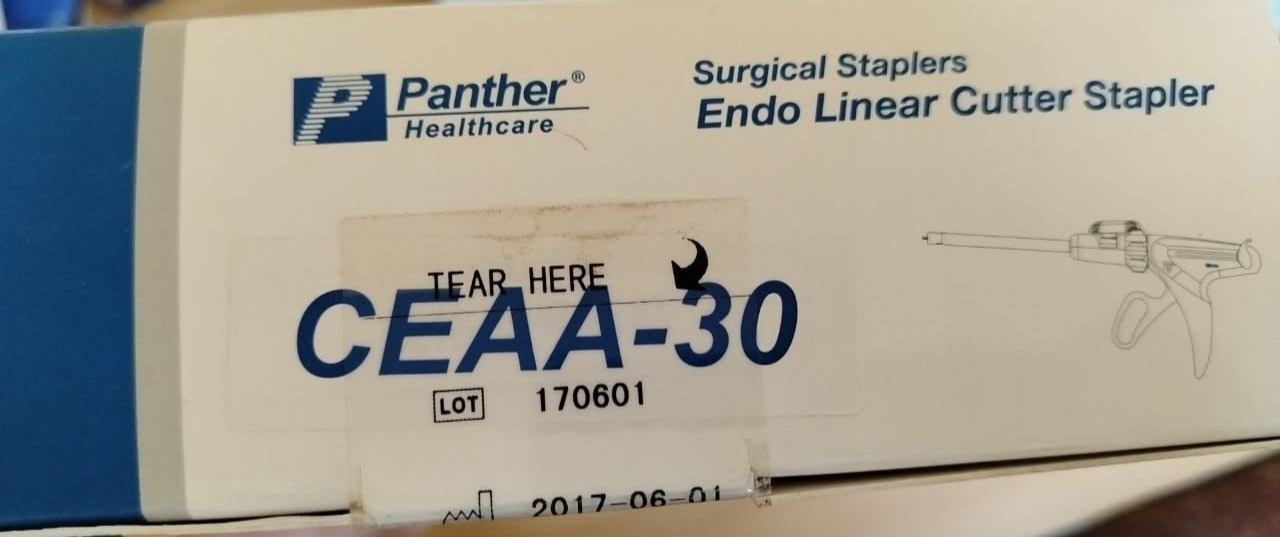 Panther®
Healthcare
Surgical Staplers
Endo Linear Cutter Stapler
TEAR HERE
CEAA-30
LOT 170601
2017-06-01